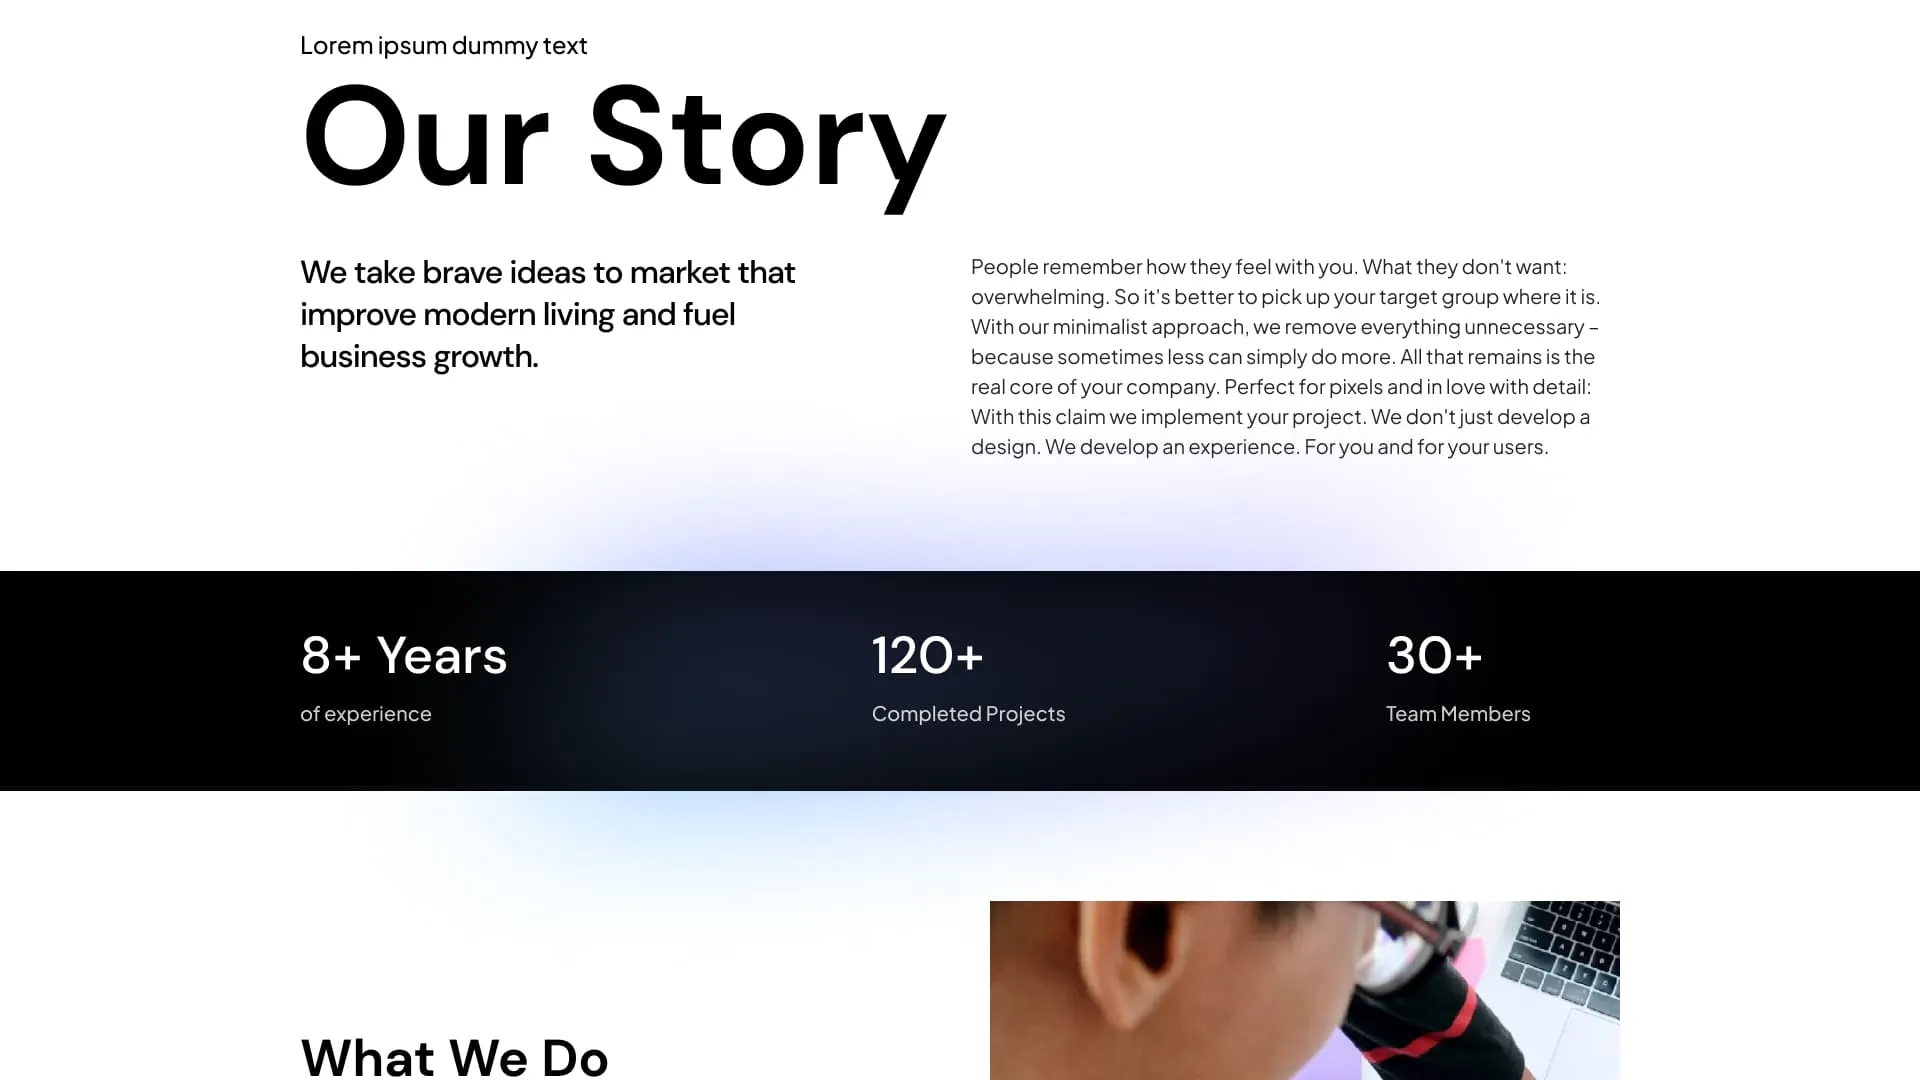 Lorem ipsum dummy text
Our Story
We take brave ideas to market that
improve modern living and fuel
business growth.
People remember how they feel with you. What they don't want:
overwhelming. So it's better to pick up your target group where it is.
With our minimalist approach, we remove everything unnecessary –
because sometimes less can simply do more. All that remains is the
real core of your company. Perfect for pixels and in love with detail:
With this claim we implement your project. We don't just develop a
design. We develop an experience. For you and for your users.
8+ Years
of experience
120+
Completed Projects
30+
Team Members
What We Do